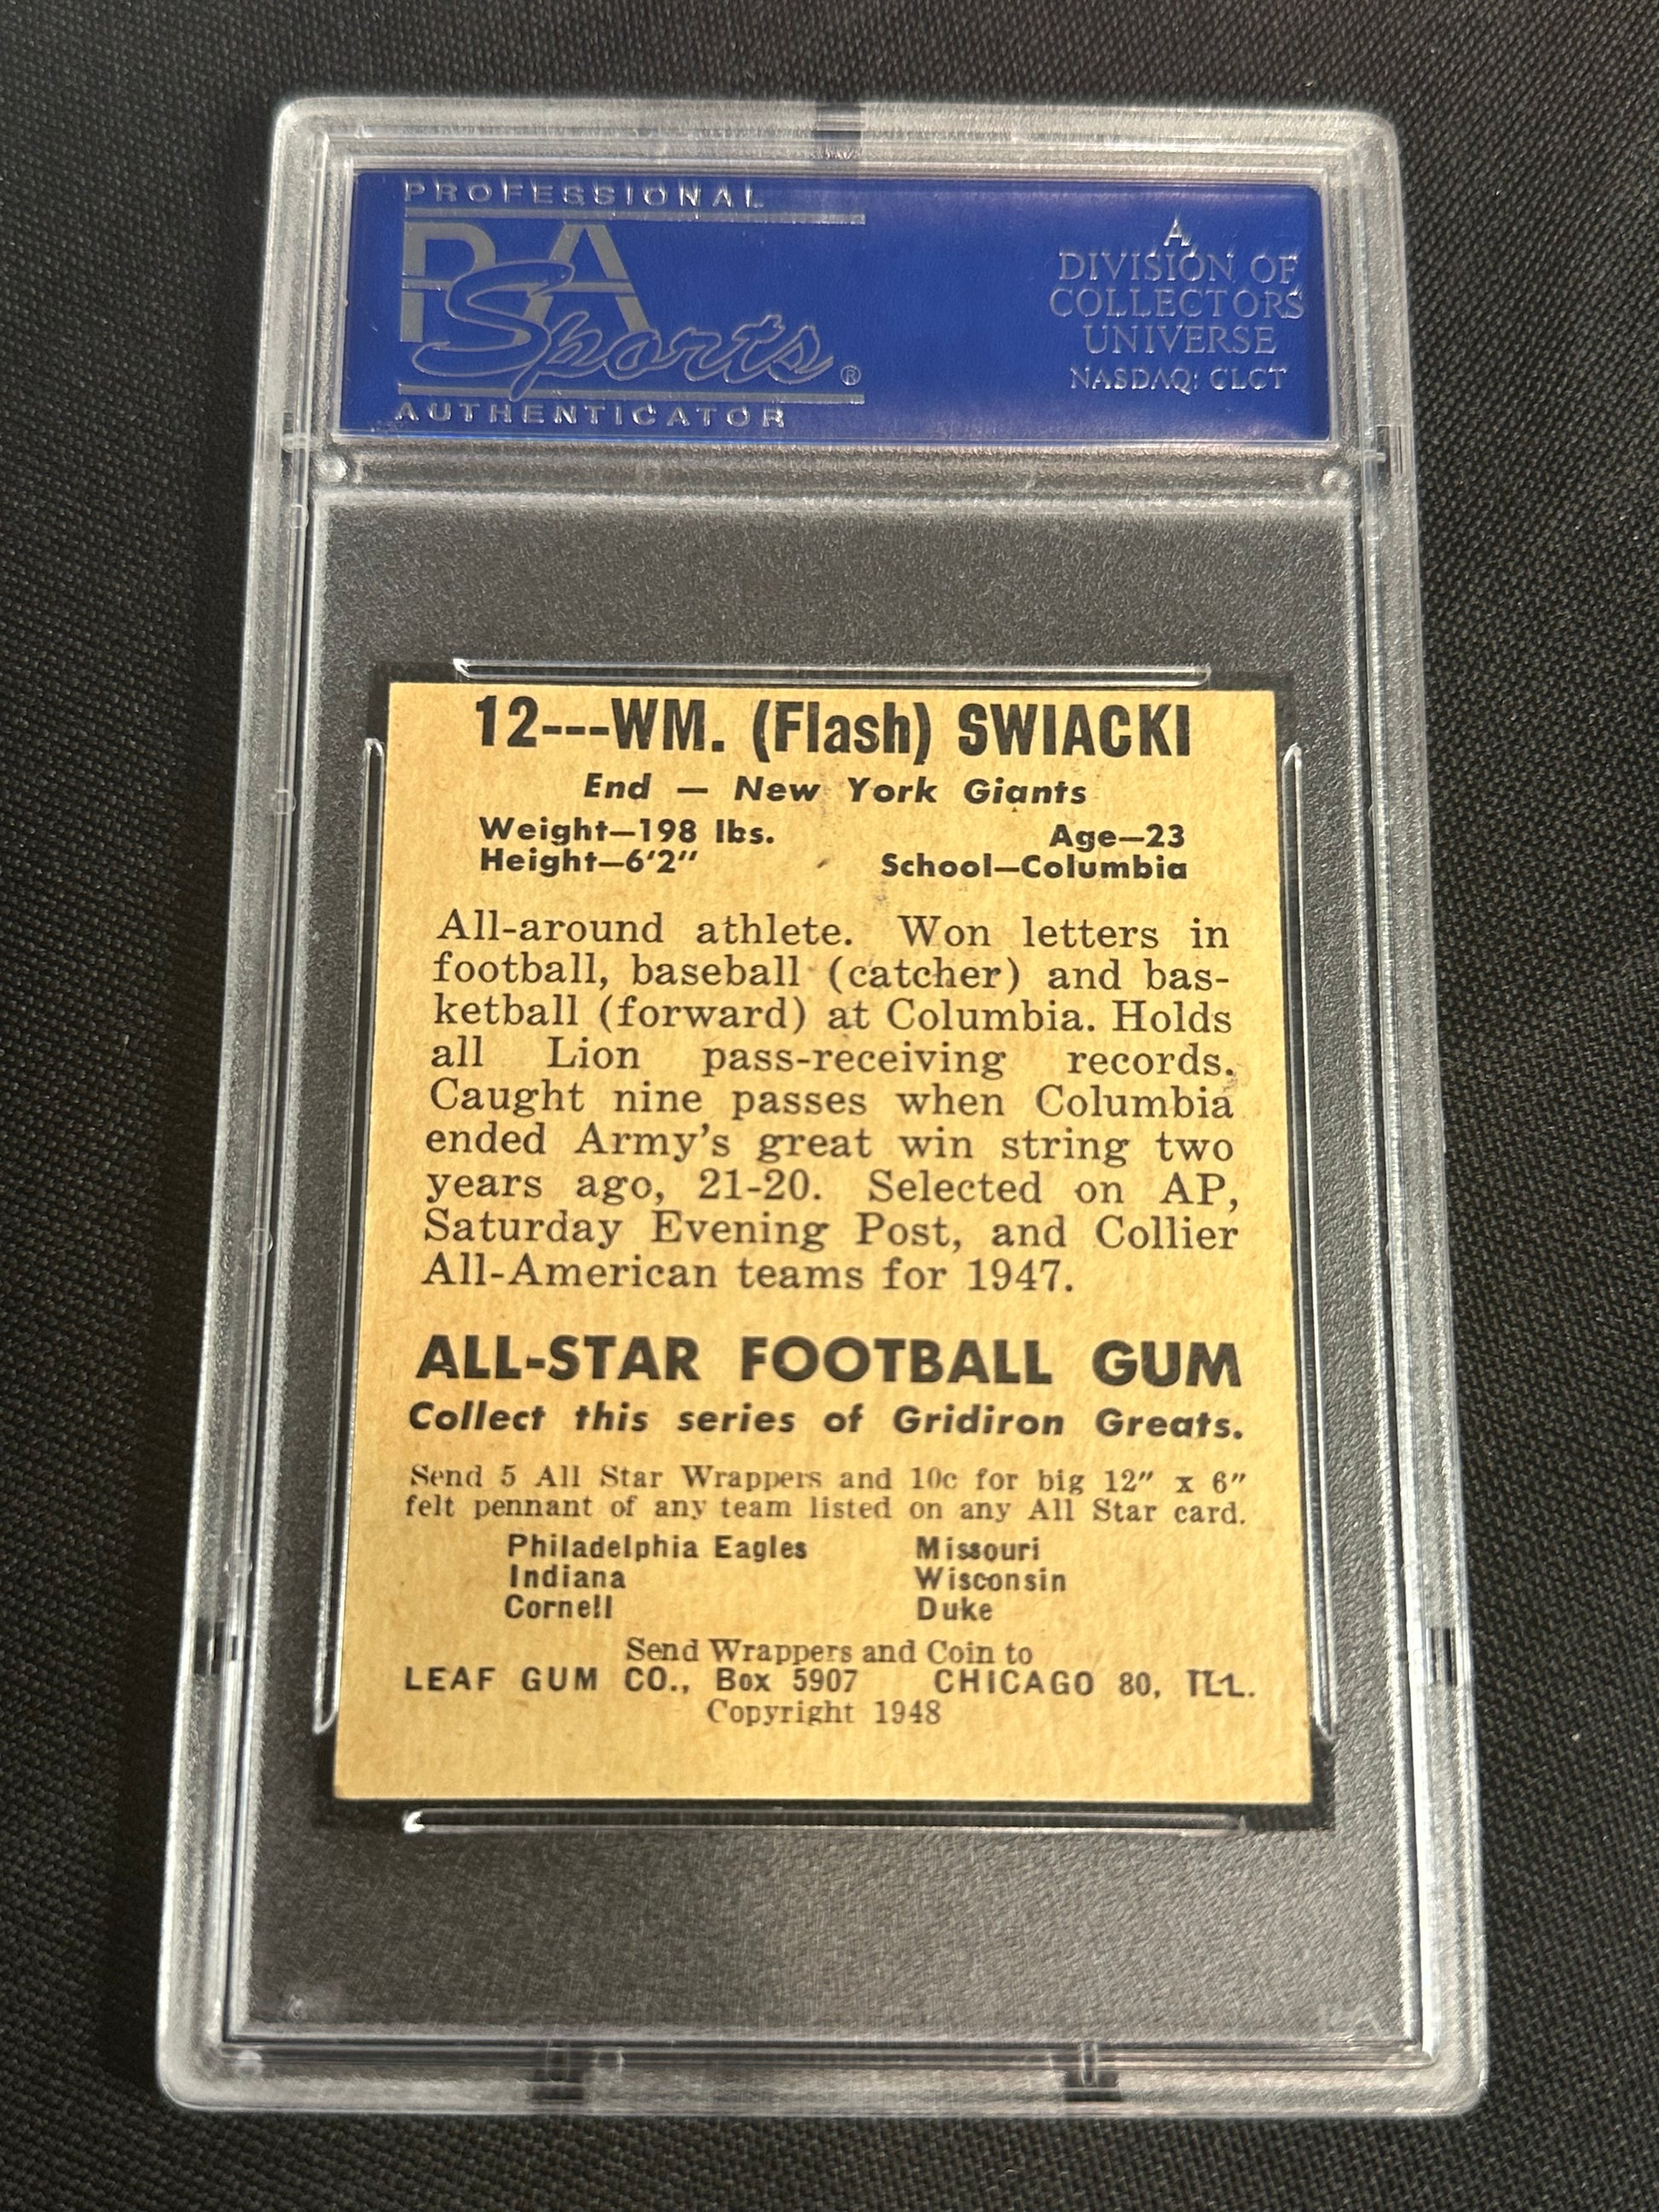 PROFESSIONAL
PSA
Sports®
AUTHENTICATOR
A
DIVISION OF
COLLECTORS
UNIVERSE
NASDAQ: CLCT
12---WM. (Flash) SWIACKI
End — New York Giants
Weight—198 lbs. Age—23
Height—6'2" School—Columbia
All-around athlete. Won letters in
football, baseball (catcher) and bas-
ketball (forward) at Columbia. Holds
all Lion pass-receiving records.
Caught nine passes when Columbia
ended Army's great win string two
years ago, 21-20. Selected on AP,
Saturday Evening Post, and Collier
All-American teams for 1947.
ALL-STAR FOOTBALL GUM
Collect this series of Gridiron Greats.
Send 5 All Star Wrappers and 10c for big 12" x 6"
felt pennant of any team listed on any All Star card.
Philadelphia Eagles Missouri
Indiana Wisconsin
Cornell Duke
Send Wrappers and Coin to
LEAF GUM CO., Box 5907 CHICAGO 80, ILL.
Copyright 1948